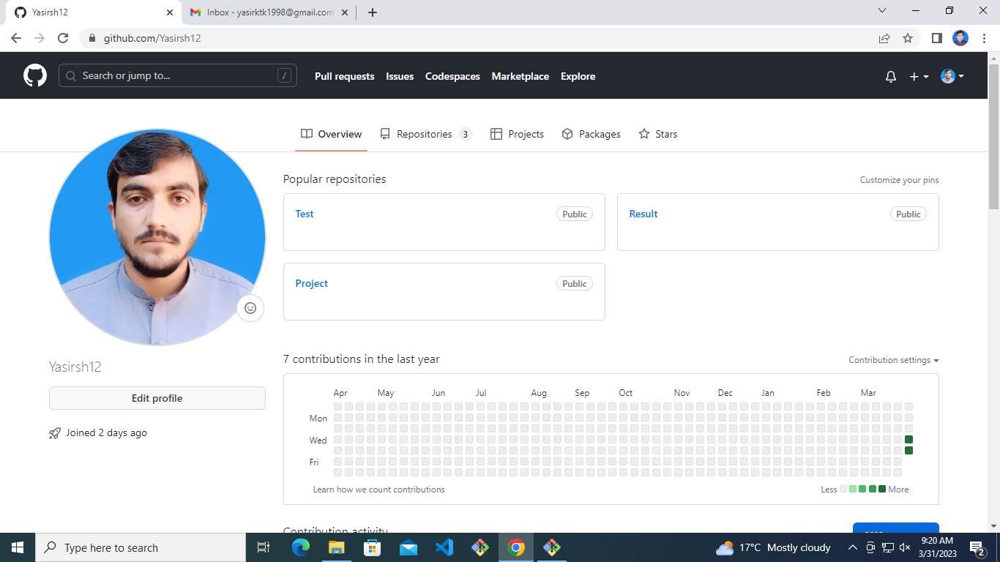 Yasirsh12
Inbox - yasirktk1998@gmail.com
github.com/Yasirsh12
Search or jump to... /
Pull requests Issues Codespaces Marketplace Explore
Overview Repositories 3 Projects Packages Stars
Popular repositories Customize your pins
Test Public Result Public
Project Public
Yasirsh12
Edit profile
Joined 2 days ago
7 contributions in the last year Contribution settings
Apr May Jun Jul Aug Sep Oct Nov Dec Jan Feb Mar
Mon
Wed
Fri
Learn how we count contributions Less More
Contribution activity
Type here to search
17°C Mostly cloudy
9:20 AM
3/31/2023
2